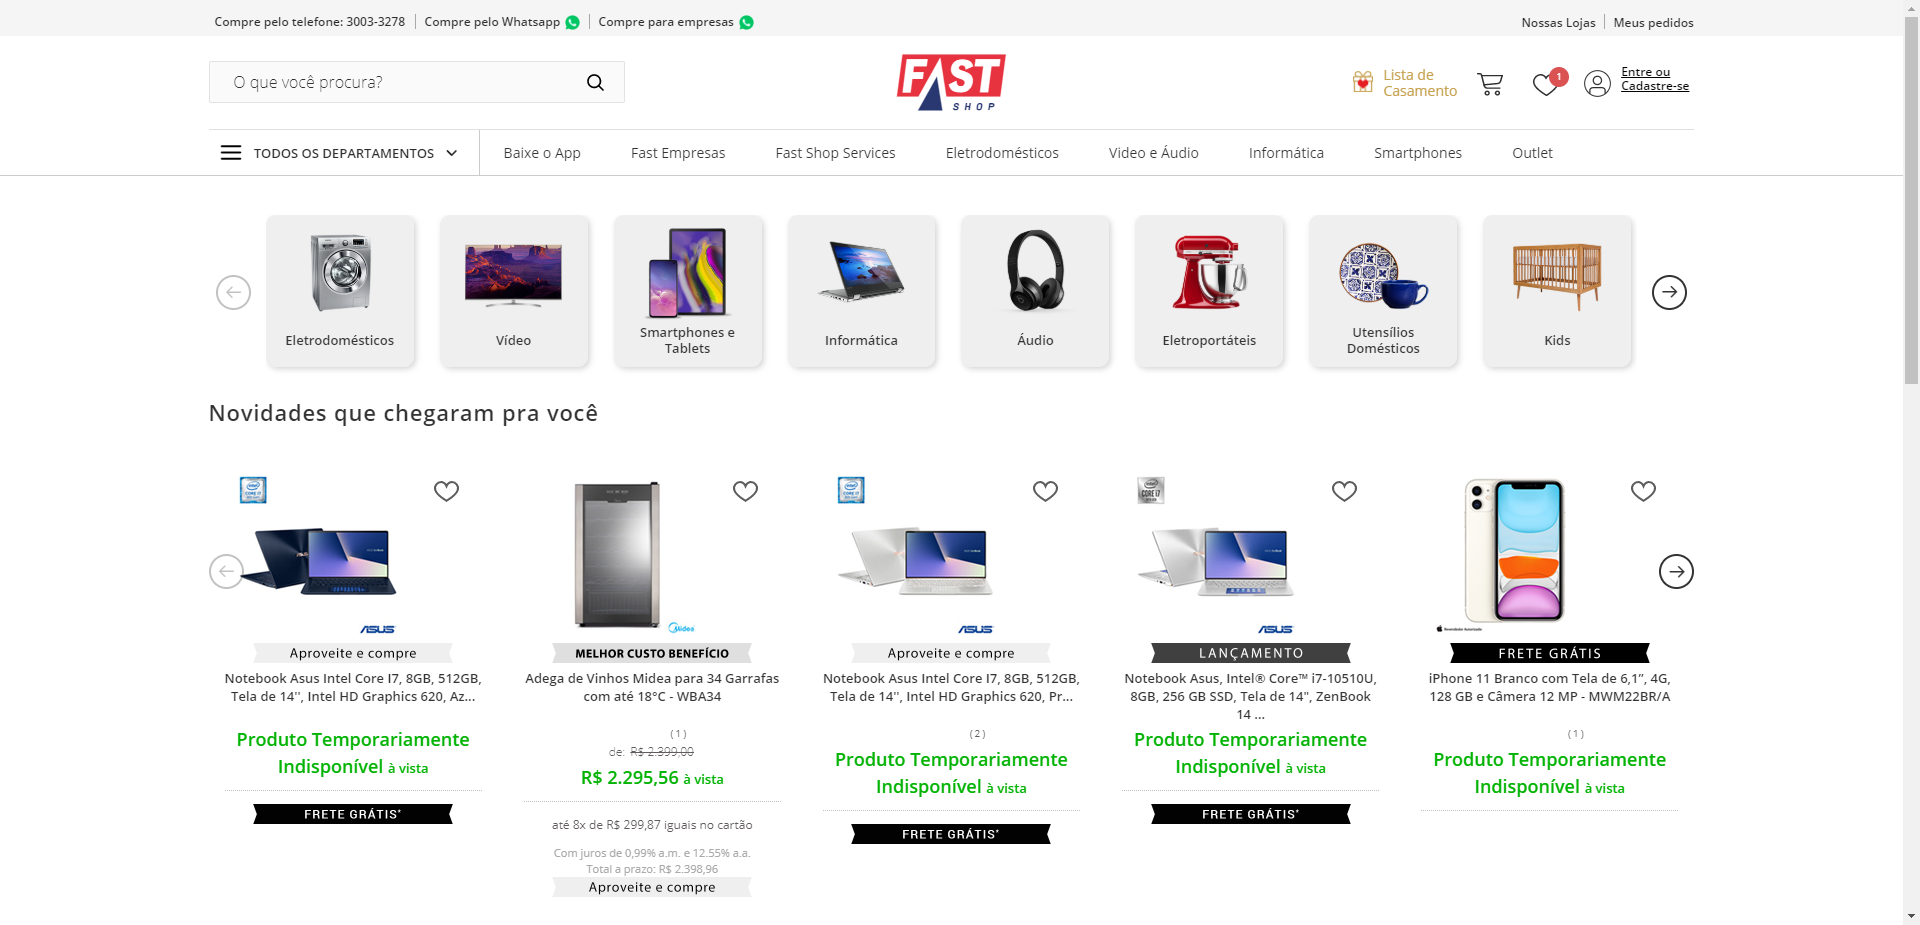 Compre pelo telefone: 3003-3278
Compre pelo Whatsapp
Compre para empresas
Nossas Lojas
Meus pedidos
O que você procura?
FAST
SHOP
Lista de
Casamento
1
Entre ou
Cadastre-se
TODOS OS DEPARTAMENTOS
Baixe o App
Fast Empresas
Fast Shop Services
Eletrodomésticos
Video e Áudio
Informática
Smartphones
Outlet
Eletrodomésticos
Vídeo
Smartphones e
Tablets
Informática
Áudio
Eletroportáteis
Utensílios
Domésticos
Kids
Novidades que chegaram pra você
CORE i7
ASUS
Aproveite e compre
Notebook Asus Intel Core I7, 8GB, 512GB,
Tela de 14'', Intel HD Graphics 620, Az...
Produto Temporariamente
Indisponível à vista
FRETE GRÁTIS*
Midea
MELHOR CUSTO BENEFÍCIO
Adega de Vinhos Midea para 34 Garrafas
com até 18°C - WBA34
(1)
de: R$ 2.399,00
R$ 2.295,56 à vista
até 8x de R$ 299,87 iguais no cartão
Com juros de 0,99% a.m. e 12.55% a.a.
Total a prazo: R$ 2.398,96
Aproveite e compre
CORE i7
ASUS
Aproveite e compre
Notebook Asus Intel Core I7, 8GB, 512GB,
Tela de 14'', Intel HD Graphics 620, Pr...
(2)
Produto Temporariamente
Indisponível à vista
FRETE GRÁTIS*
CORE i7
ASUS
LANÇAMENTO
Notebook Asus, Intel® Core™ i7-10510U,
8GB, 256 GB SSD, Tela de 14", ZenBook
14 ...
Produto Temporariamente
Indisponível à vista
FRETE GRÁTIS*
Revendedor Autorizado
FRETE GRÁTIS
iPhone 11 Branco com Tela de 6,1”, 4G,
128 GB e Câmera 12 MP - MWM22BR/A
(1)
Produto Temporariamente
Indisponível à vista